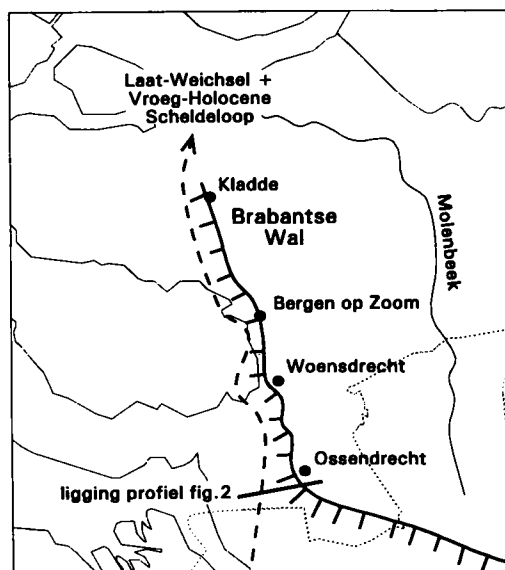 Laat-Weichsel +
Vroeg-Holocene
Scheldeloop
Kladde
Brabantse
Wal
Molenbeek
Bergen op Zoom
Woensdrecht
Ossendrecht
ligging profiel fig.2